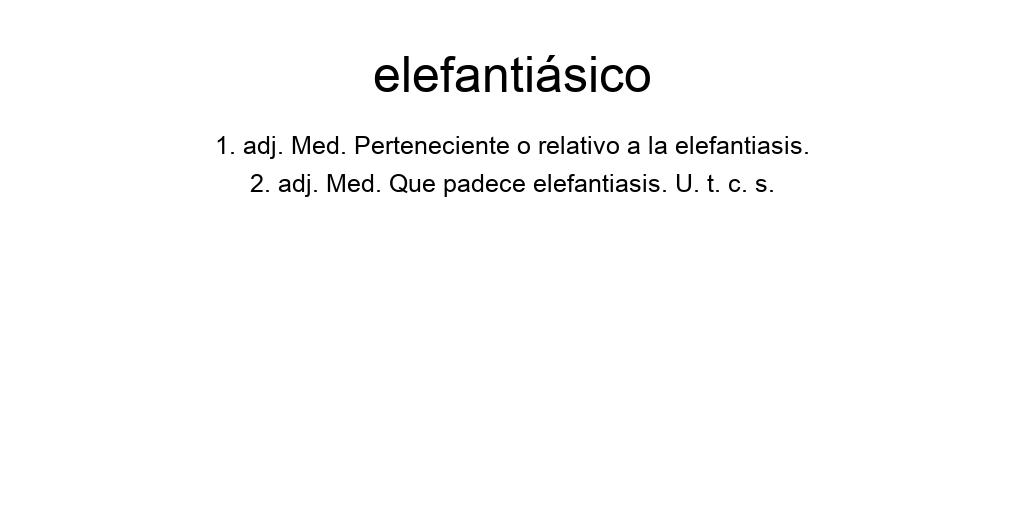 elefantiásico
1. adj. Med. Perteneciente o relativo a la elefantiasis.
2. adj. Med. Que padece elefantiasis. U. t. c. s.